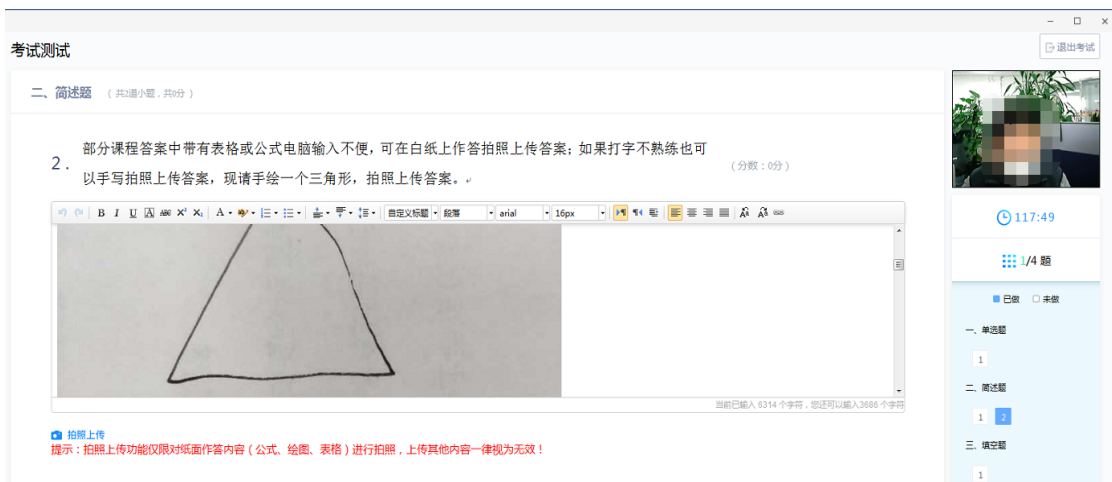 考试测试
退出考试
二、简述题 ( 共2道小题，共0分 )
2. 部分课程答案中带有表格或公式电脑输入不便，可在白纸上作答拍照上传答案；如果打字不熟练也可
以手写拍照上传答案，现请手绘一个三角形，拍照上传答案。
(分数：0分)
B I U A ABC X² X₂ A 自定义标题 段落 arial 16px
当前已输入 6314 个字符，您还可以输入3686 个字符
拍照上传
提示：拍照上传功能仅限对纸面作答内容（公式、绘图、表格）进行拍照，上传其他内容一律视为无效！
117:49
1/4 题
已做 未做
一、单选题
1
二、简述题
1 2
三、填空题
1